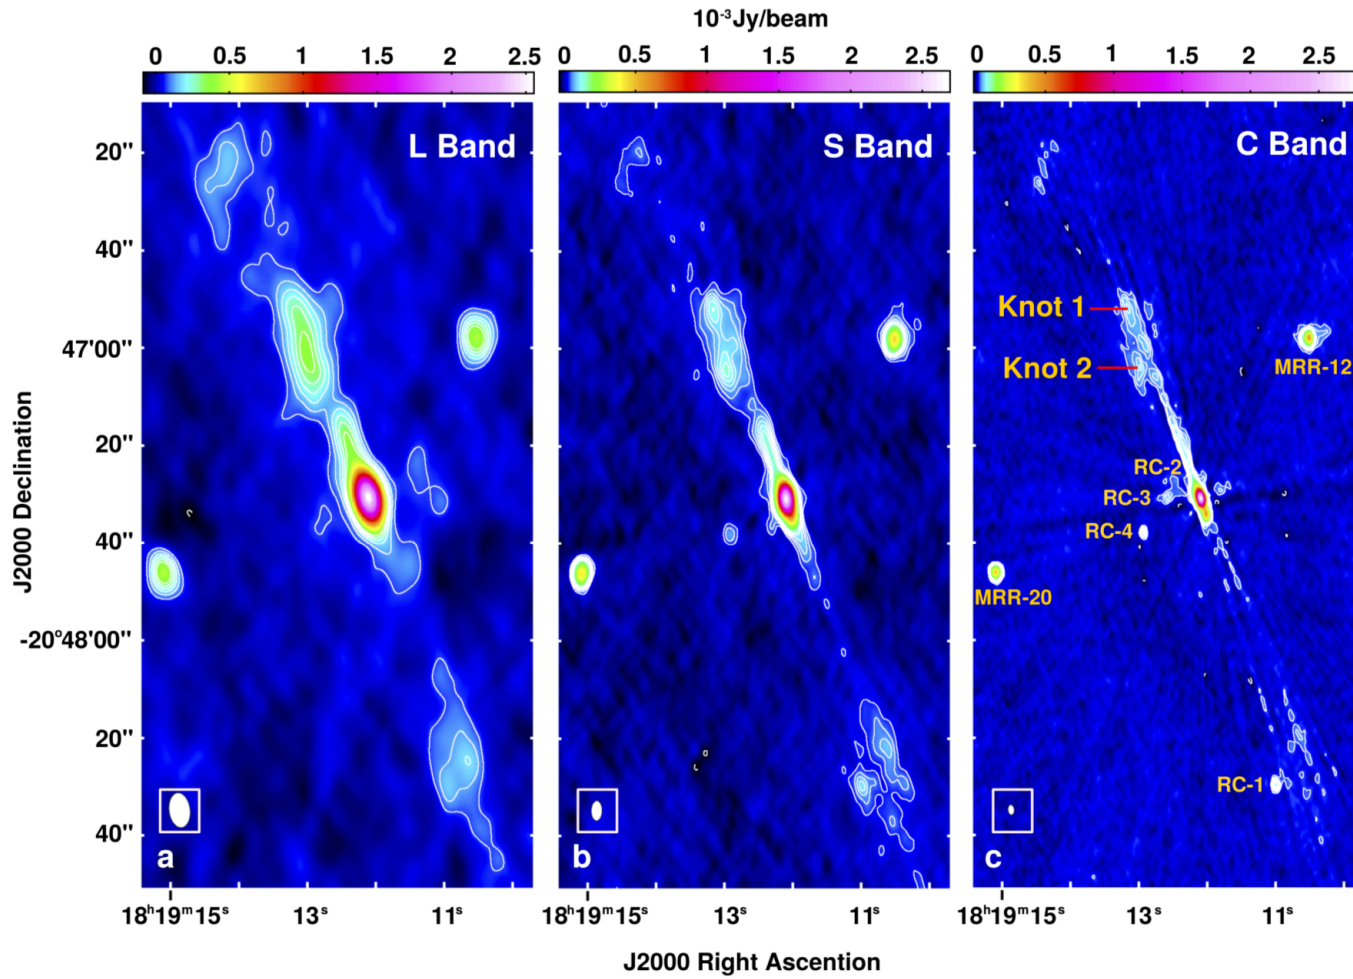 10⁻³Jy/beam
0 0.5 1 1.5 2 2.5
0 0.5 1 1.5 2 2.5
0 0.5 1 1.5 2 2.5
L Band
S Band
C Band
20''
40''
47'00''
20''
40''
-20°48'00''
20''
40''
J2000 Declination
Knot 1
Knot 2
MRR-12
RC-2
RC-3
RC-4
MRR-20
RC-1
a
b
c
18ʰ19ᵐ15ˢ 13ˢ 11ˢ
18ʰ19ᵐ15ˢ 13ˢ 11ˢ
18ʰ19ᵐ15ˢ 13ˢ 11ˢ
J2000 Right Ascention